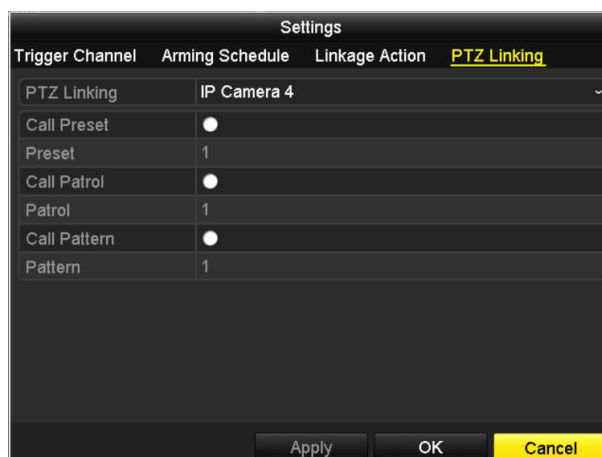 Settings
Trigger Channel Arming Schedule Linkage Action PTZ Linking
PTZ Linking IP Camera 4
Call Preset
Preset 1
Call Patrol
Patrol 1
Call Pattern
Pattern 1
Apply OK Cancel